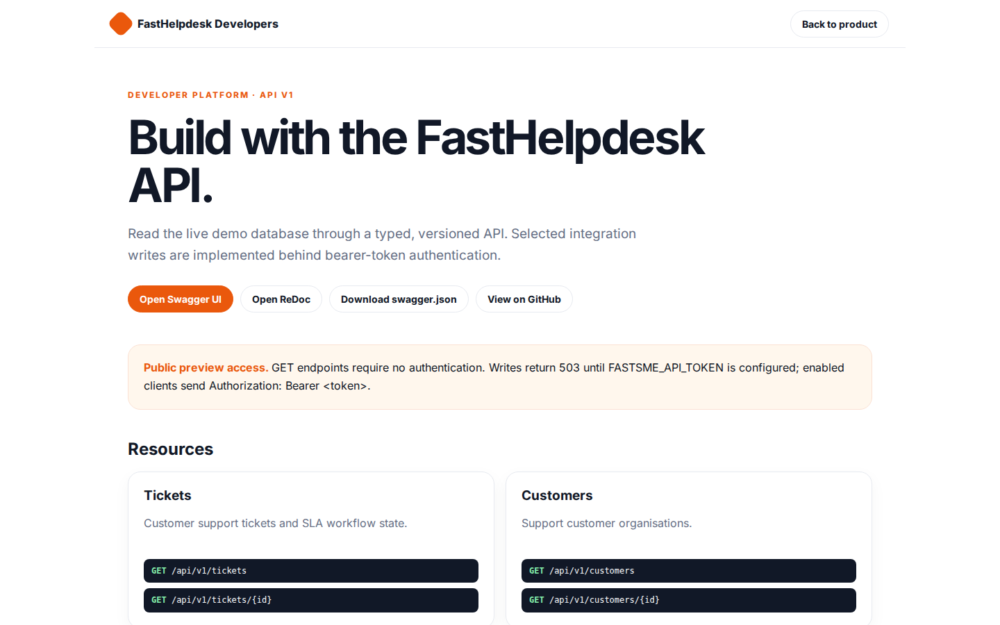 FastHelpdesk Developers
Back to product
DEVELOPER PLATFORM · API V1
Build with the FastHelpdesk
API.
Read the live demo database through a typed, versioned API. Selected integration
writes are implemented behind bearer-token authentication.
Open Swagger UI
Open ReDoc
Download swagger.json
View on GitHub
Public preview access. GET endpoints require no authentication. Writes return 503 until FASTSME_API_TOKEN is configured; enabled
clients send Authorization: Bearer <token>.
Resources
Tickets
Customer support tickets and SLA workflow state.
GET /api/v1/tickets
GET /api/v1/tickets/{id}
Customers
Support customer organisations.
GET /api/v1/customers
GET /api/v1/customers/{id}